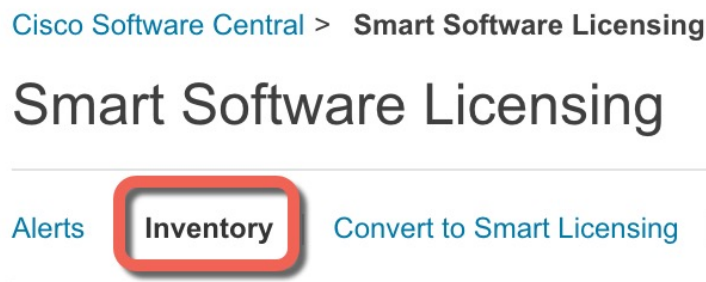 Cisco Software Central > Smart Software Licensing
Smart Software Licensing
Alerts Inventory Convert to Smart Licensing